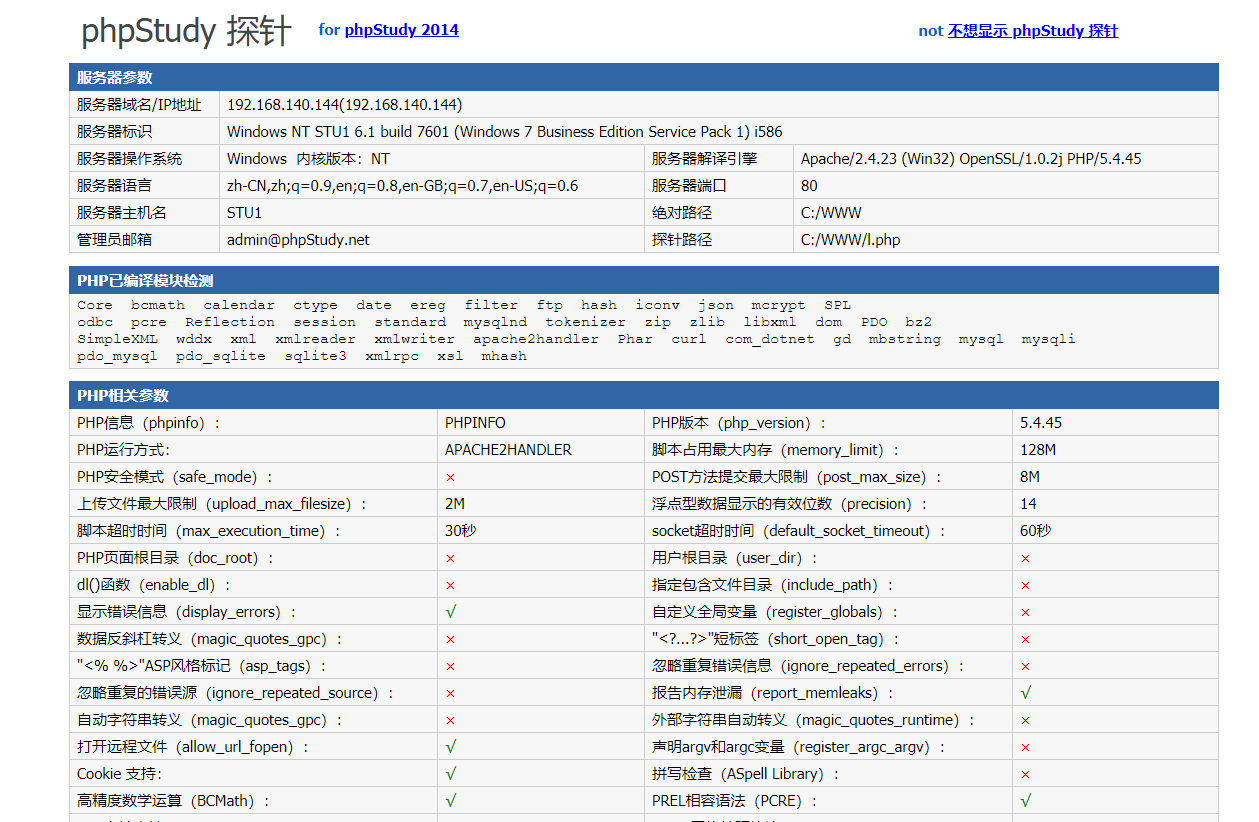 phpStudy 探针 for phpStudy 2014 not 不想显示 phpStudy 探针
服务器参数
服务器域名/IP地址 192.168.140.144(192.168.140.144)
服务器标识 Windows NT STU1 6.1 build 7601 (Windows 7 Business Edition Service Pack 1) i586
服务器操作系统 Windows 内核版本：NT 服务器解译引擎 Apache/2.4.23 (Win32) OpenSSL/1.0.2j PHP/5.4.45
服务器语言 zh-CN,zh;q=0.9,en;q=0.8,en-GB;q=0.7,en-US;q=0.6 服务器端口 80
服务器主机名 STU1 绝对路径 C:/WWW
管理员邮箱 admin@phpStudy.net 探针路径 C:/WWW/l.php
PHP已编译模块检测
Core bcmath calendar ctype date ereg filter ftp hash iconv json mcrypt SPL
odbc pcre Reflection session standard mysqlnd tokenizer zip zlib libxml dom PDO bz2
SimpleXML wddx xml xmlreader xmlwriter apache2handler Phar curl com_dotnet gd mbstring mysql mysqli
pdo_mysql pdo_sqlite sqlite3 xmlrpc xsl mhash
PHP相关参数
PHP信息（phpinfo）： PHPINFO PHP版本（php_version）： 5.4.45
PHP运行方式： APACHE2HANDLER 脚本占用最大内存（memory_limit）： 128M
PHP安全模式（safe_mode）： × POST方法提交最大限制（post_max_size）： 8M
上传文件最大限制（upload_max_filesize）： 2M 浮点型数据显示的有效位数（precision）： 14
脚本超时时间（max_execution_time）： 30秒 socket超时时间（default_socket_timeout）： 60秒
PHP页面根目录（doc_root）： × 用户根目录（user_dir）： ×
dl()函数（enable_dl）： × 指定包含文件目录（include_path）： ×
显示错误信息（display_errors）： √ 自定义全局变量（register_globals）： ×
数据反斜杠转义（magic_quotes_gpc）： × "<?...?>"短标签（short_open_tag）： ×
"<% %>"ASP风格标记（asp_tags）： × 忽略重复错误信息（ignore_repeated_errors）： ×
忽略重复的错误源（ignore_repeated_source）： × 报告内存泄漏（report_memleaks）： √
自动字符串转义（magic_quotes_gpc）： × 外部字符串自动转义（magic_quotes_runtime）： ×
打开远程文件（allow_url_fopen）： √ 声明argv和argc变量（register_argc_argv）： ×
Cookie 支持： √ 拼写检查（ASpell Library）： ×
高精度数学运算（BCMath）： √ PREL相容语法（PCRE）： √